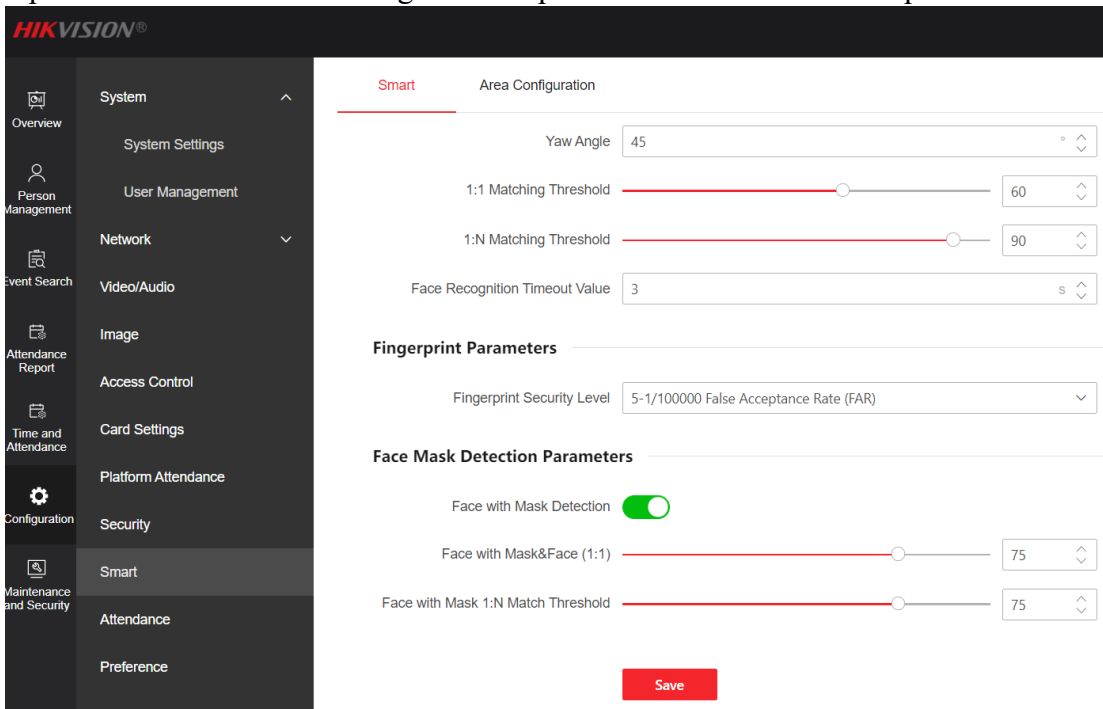 HIKVISION®
Overview
Person
Management
Event Search
Attendance
Report
Time and
Attendance
Configuration
Maintenance
and Security
System
System Settings
User Management
Network
Video/Audio
Image
Access Control
Card Settings
Platform Attendance
Security
Smart
Attendance
Preference
Smart Area Configuration
Yaw Angle 45 °
1:1 Matching Threshold 60
1:N Matching Threshold 90
Face Recognition Timeout Value 3 s
Fingerprint Parameters
Fingerprint Security Level 5-1/100000 False Acceptance Rate (FAR)
Face Mask Detection Parameters
Face with Mask Detection
Face with Mask&Face (1:1) 75
Face with Mask 1:N Match Threshold 75
Save